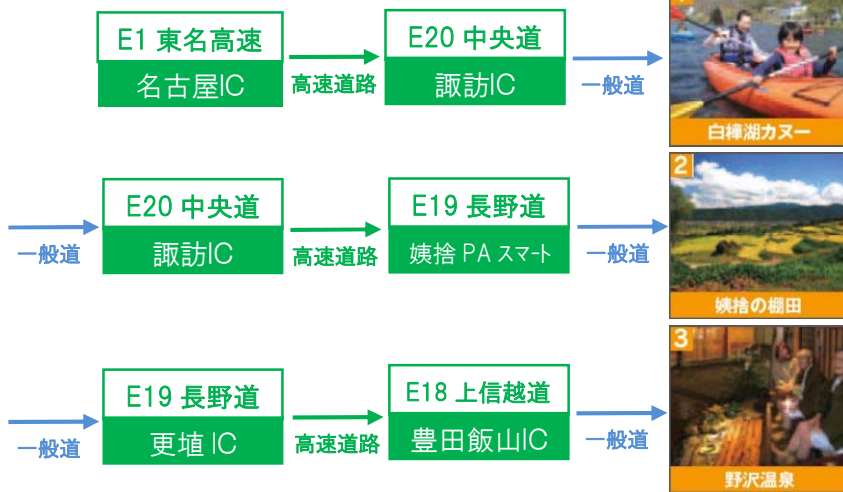 E1 東名高速
名古屋IC
高速道路
E20 中央道
諏訪IC
一般道
白樺湖カヌー
一般道
E20 中央道
諏訪IC
高速道路
E19 長野道
姨捨 PA スマート
一般道
2
姨捨の棚田
一般道
E19 長野道
更埴 IC
高速道路
E18 上信越道
豊田飯山IC
一般道
3
野沢温泉